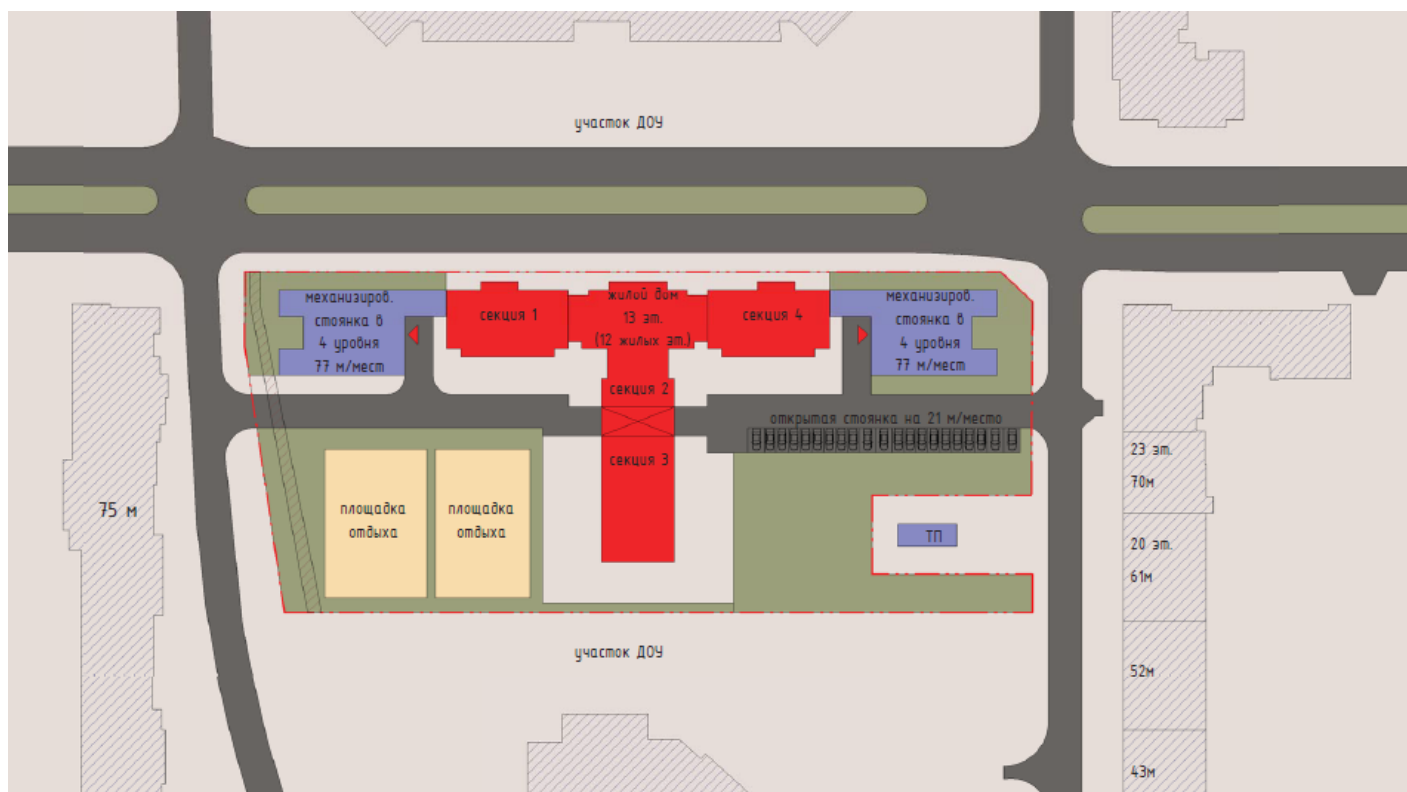 участок ДОУ
механизиров.
стоянка в
4 уровня
77 м/мест
секция 1
жилой дом
13 эт.
(12 жилых эт.)
секция 4
механизиров.
стоянка в
4 уровня
77 м/мест
секция 2
открытая стоянка на 21 м/место
секция 3
23 эт.
70м
75 м
площадка
отдыха
площадка
отдыха
ТП
20 эт.
61м
участок ДОУ
52м
43м